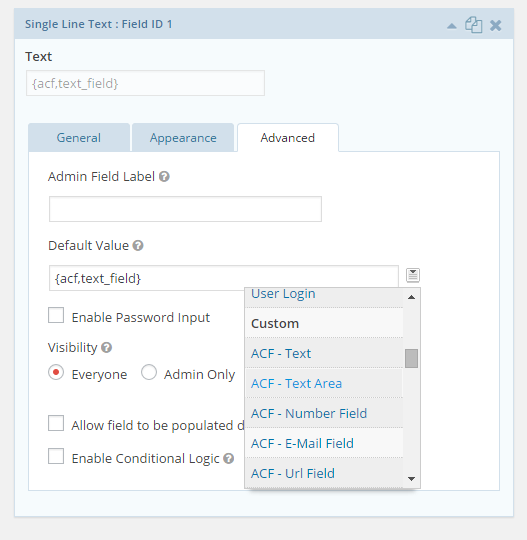 Single Line Text : Field ID 1
Text
{acf,text_field}
General Appearance Advanced
Admin Field Label ?
Default Value ?
{acf,text_field}
User Login
Custom
ACF - Text
ACF - Text Area
ACF - Number Field
ACF - E-Mail Field
ACF - Url Field
Enable Password Input
Visibility ?
Everyone Admin Only
Allow field to be populated d
Enable Conditional Logic ?